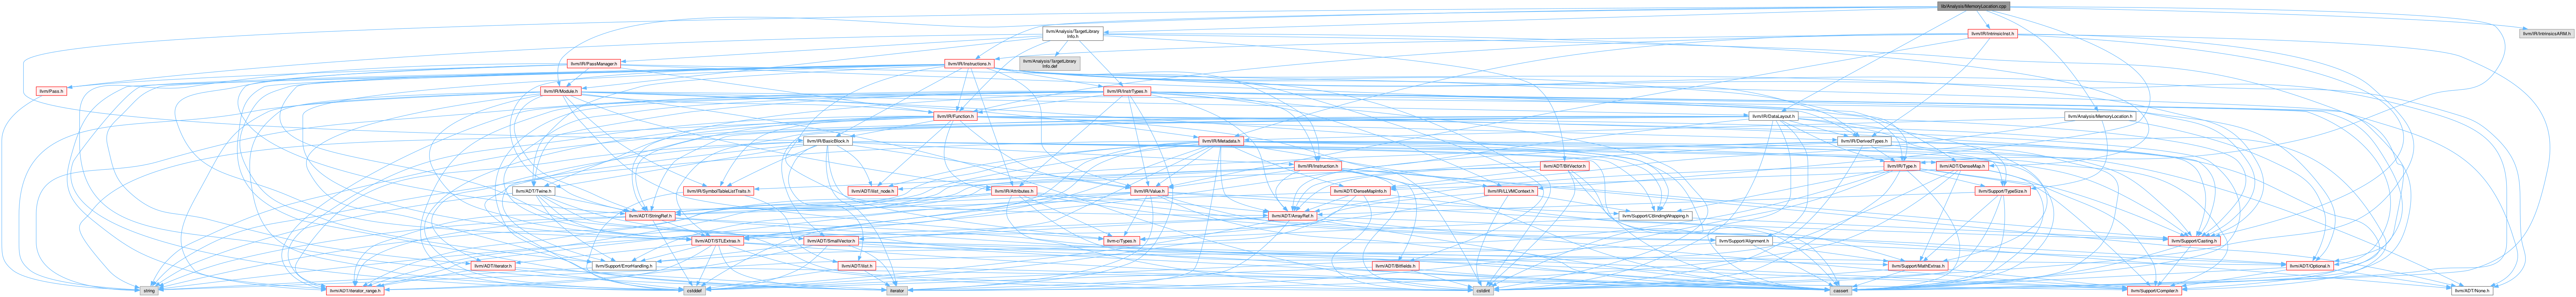 lib/Analysis/MemoryLocation.cpp
llvm/Analysis/TargetLibrary
Info.h
llvm/IR/IntrinsicInst.h
llvm/IR/IntrinsicsARM.h
llvm/IR/PassManager.h
llvm/IR/Instructions.h
llvm/Analysis/TargetLibrary
Info.def
llvm/Pass.h
llvm/IR/Module.h
llvm/IR/InstrTypes.h
llvm/IR/Function.h
llvm/IR/DataLayout.h
llvm/Analysis/MemoryLocation.h
llvm/IR/BasicBlock.h
llvm/IR/Metadata.h
llvm/IR/DerivedTypes.h
llvm/IR/Instruction.h
llvm/ADT/BitVector.h
llvm/IR/Type.h
llvm/ADT/DenseMap.h
llvm/ADT/Twine.h
llvm/IR/SymbolTableListTraits.h
llvm/ADT/ilist_node.h
llvm/IR/Attributes.h
llvm/IR/Value.h
llvm/ADT/DenseMapInfo.h
llvm/IR/LLVMContext.h
llvm/Support/TypeSize.h
llvm/ADT/StringRef.h
llvm/ADT/ArrayRef.h
llvm/Support/CBindingWrapping.h
llvm/ADT/STLExtras.h
llvm/ADT/SmallVector.h
llvm-c/Types.h
llvm/Support/Alignment.h
llvm/Support/Casting.h
llvm/ADT/iterator.h
llvm/Support/ErrorHandling.h
llvm/ADT/ilist.h
llvm/ADT/Bitfields.h
llvm/Support/MathExtras.h
llvm/ADT/Optional.h
string
llvm/ADT/iterator_range.h
cstddef
iterator
cstdint
cassert
llvm/Support/Compiler.h
llvm/ADT/None.h